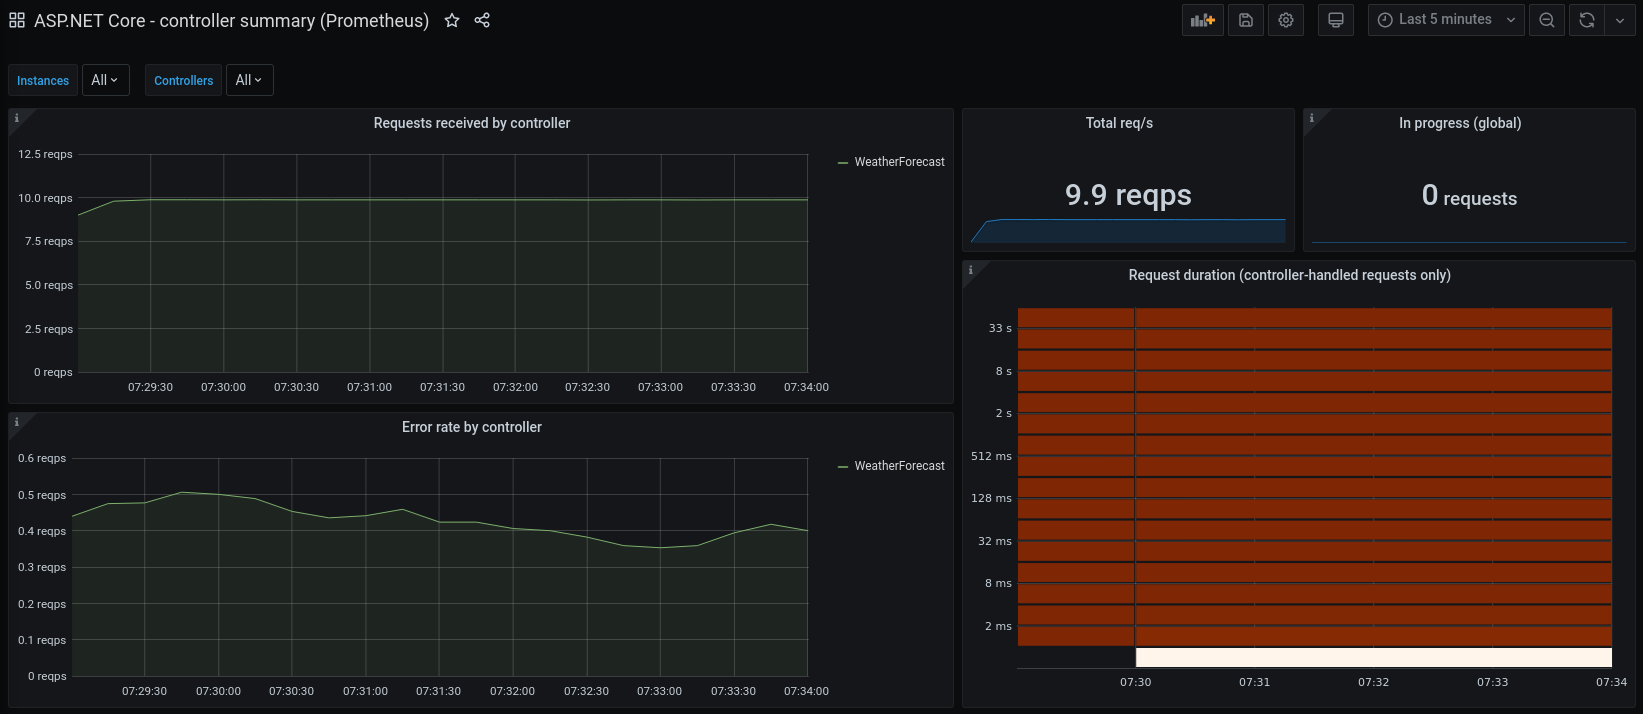 ASP.NET Core - controller summary (Prometheus)
Last 5 minutes
Instances All Controllers All
Requests received by controller
12.5 reqps
10.0 reqps
7.5 reqps
5.0 reqps
2.5 reqps
0 reqps
07:29:30 07:30:00 07:30:30 07:31:00 07:31:30 07:32:00 07:32:30 07:33:00 07:33:30 07:34:00
WeatherForecast
Total req/s
9.9 reqps
In progress (global)
0 requests
Error rate by controller
0.6 reqps
0.5 reqps
0.4 reqps
0.3 reqps
0.2 reqps
0.1 reqps
0 reqps
07:29:30 07:30:00 07:30:30 07:31:00 07:31:30 07:32:00 07:32:30 07:33:00 07:33:30 07:34:00
WeatherForecast
Request duration (controller-handled requests only)
33 s
8 s
2 s
512 ms
128 ms
32 ms
8 ms
2 ms
07:30 07:31 07:32 07:33 07:34